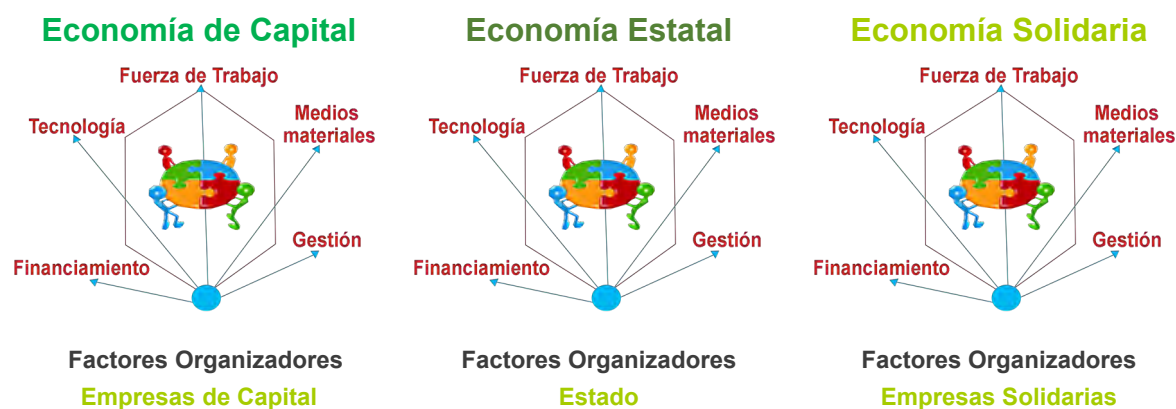 Economía de Capital
Fuerza de Trabajo
Tecnología
Medios
materiales
Gestión
Financiamiento
Factores Organizadores
Empresas de Capital
Economía Estatal
Fuerza de Trabajo
Tecnología
Medios
materiales
Gestión
Financiamiento
Factores Organizadores
Estado
Economía Solidaria
Fuerza de Trabajo
Tecnología
Medios
materiales
Gestión
Financiamiento
Factores Organizadores
Empresas Solidarias